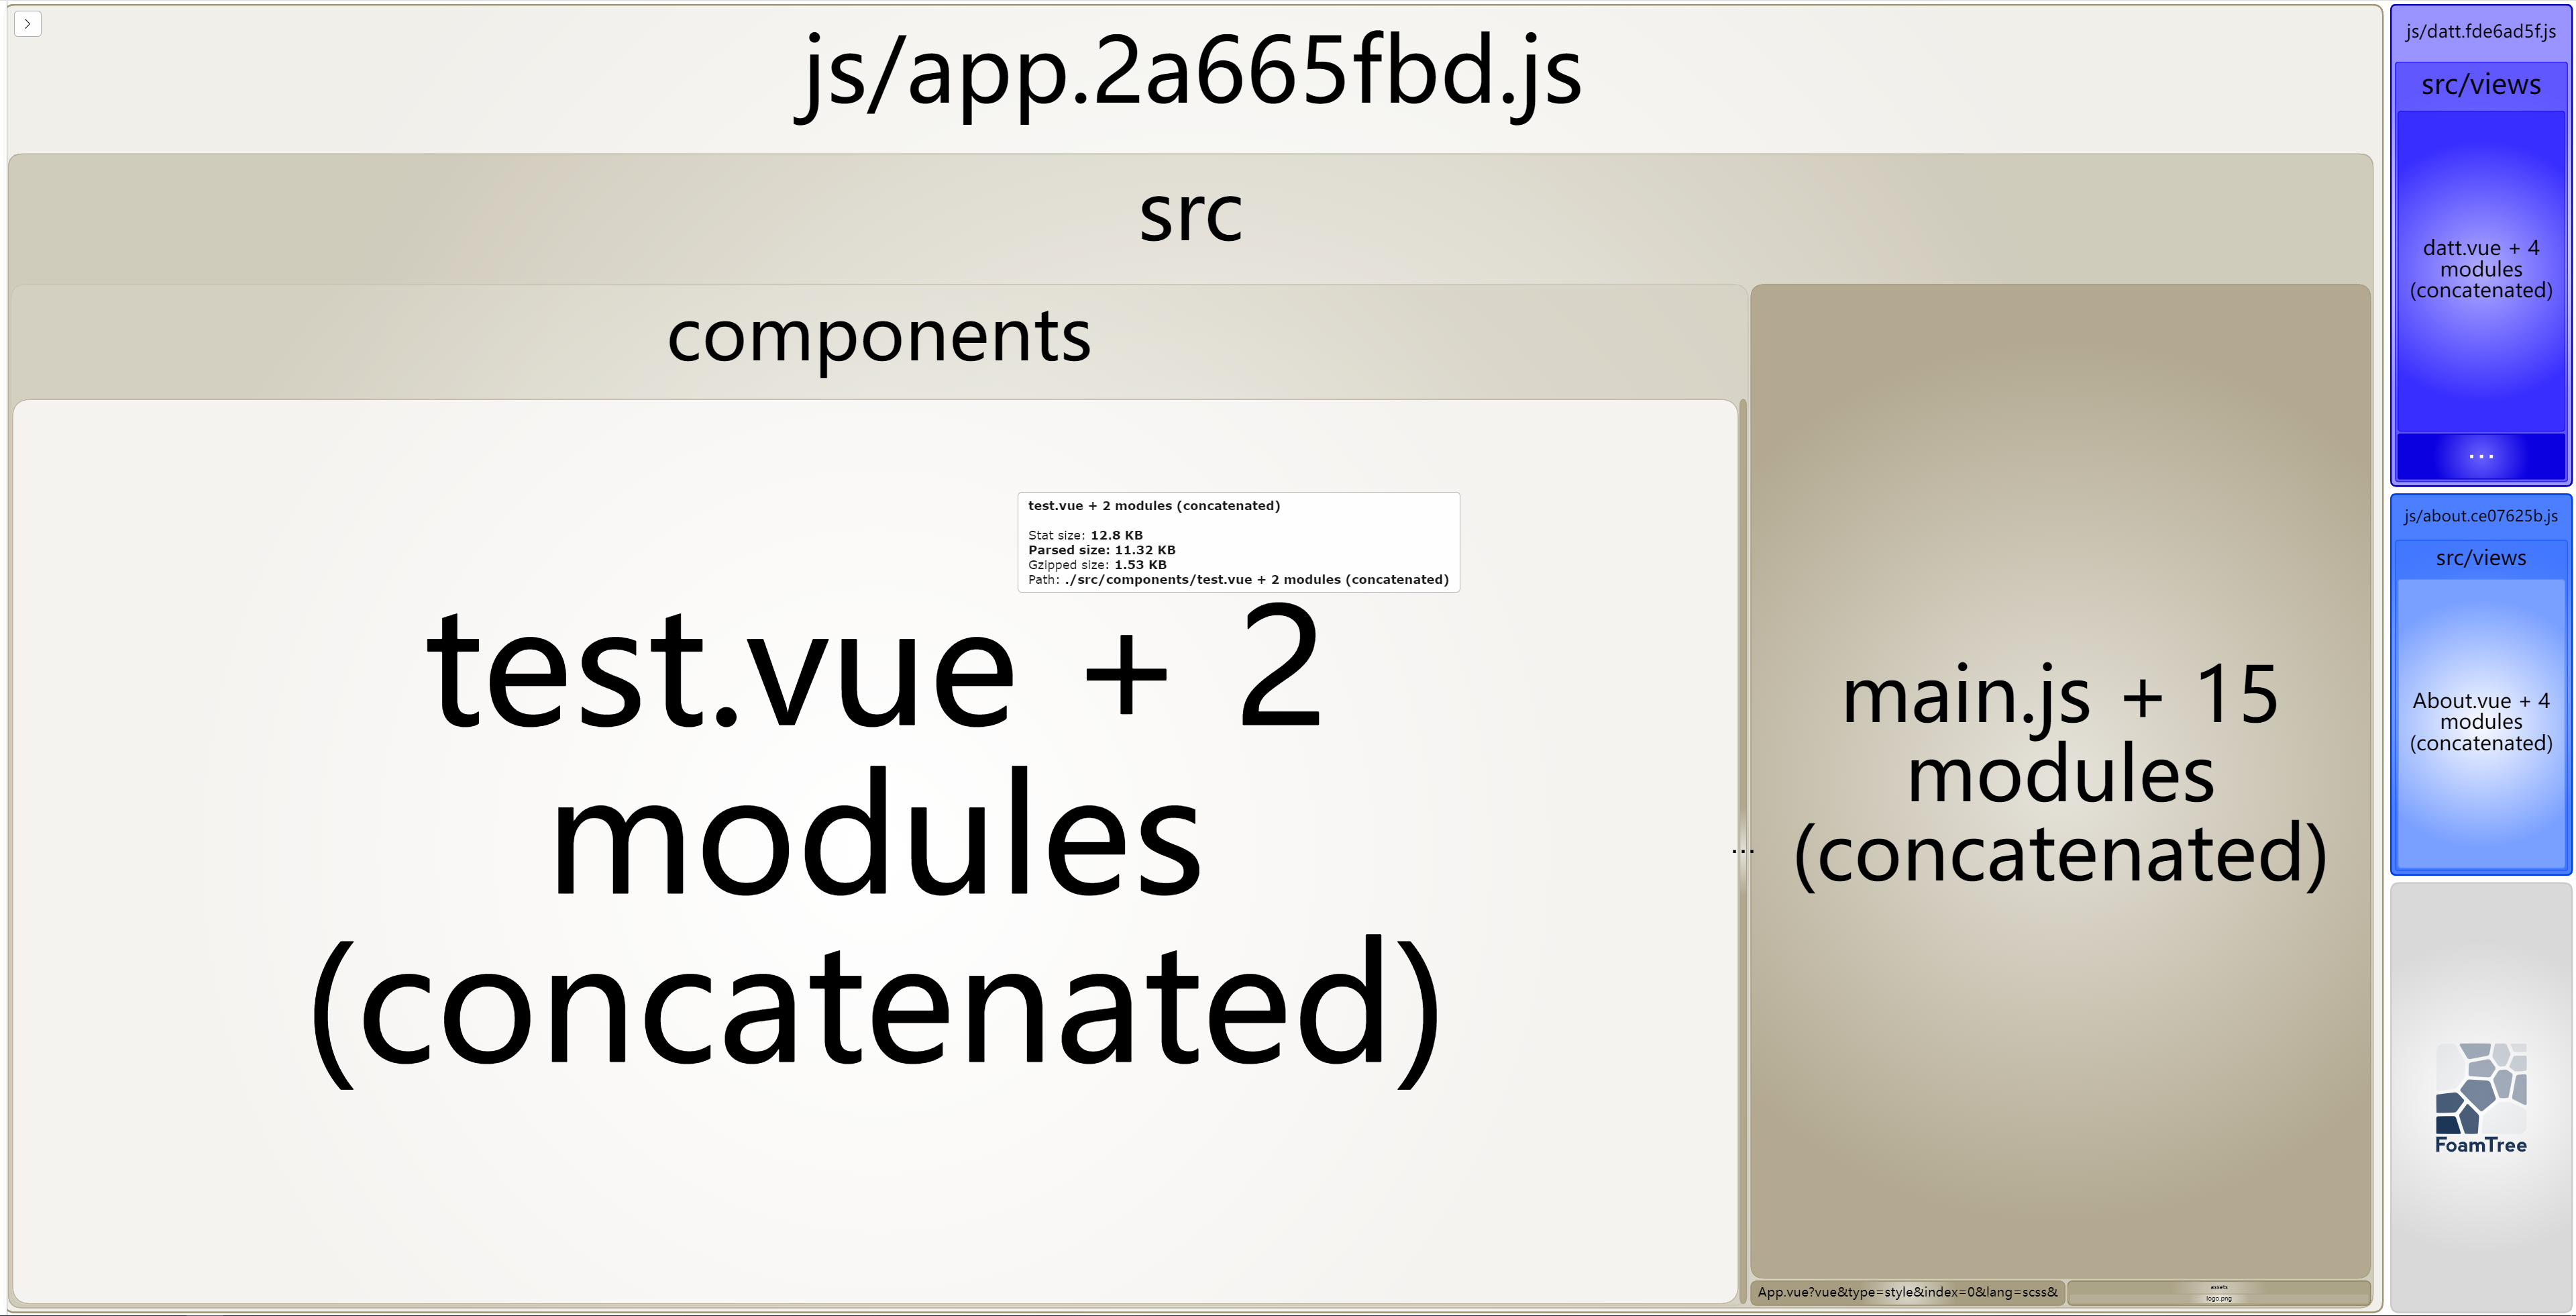 js/app.2a665fbd.js
src
components
test.vue + 2 modules (concatenated)
Stat size: 12.8 KB
Parsed size: 11.32 KB
Gzipped size: 1.53 KB
Path: ./src/components/test.vue + 2 modules (concatenated)
test.vue + 2
modules
(concatenated)
...
main.js + 15
modules
(concatenated)
App.vue?vue&type=style&index=0&lang=scss&
assets
logo.png
js/datt.fde6ad5f.js
src/views
datt.vue + 4
modules
(concatenated)
...
js/about.ce07625b.js
src/views
About.vue + 4
modules
(concatenated)
FoamTree